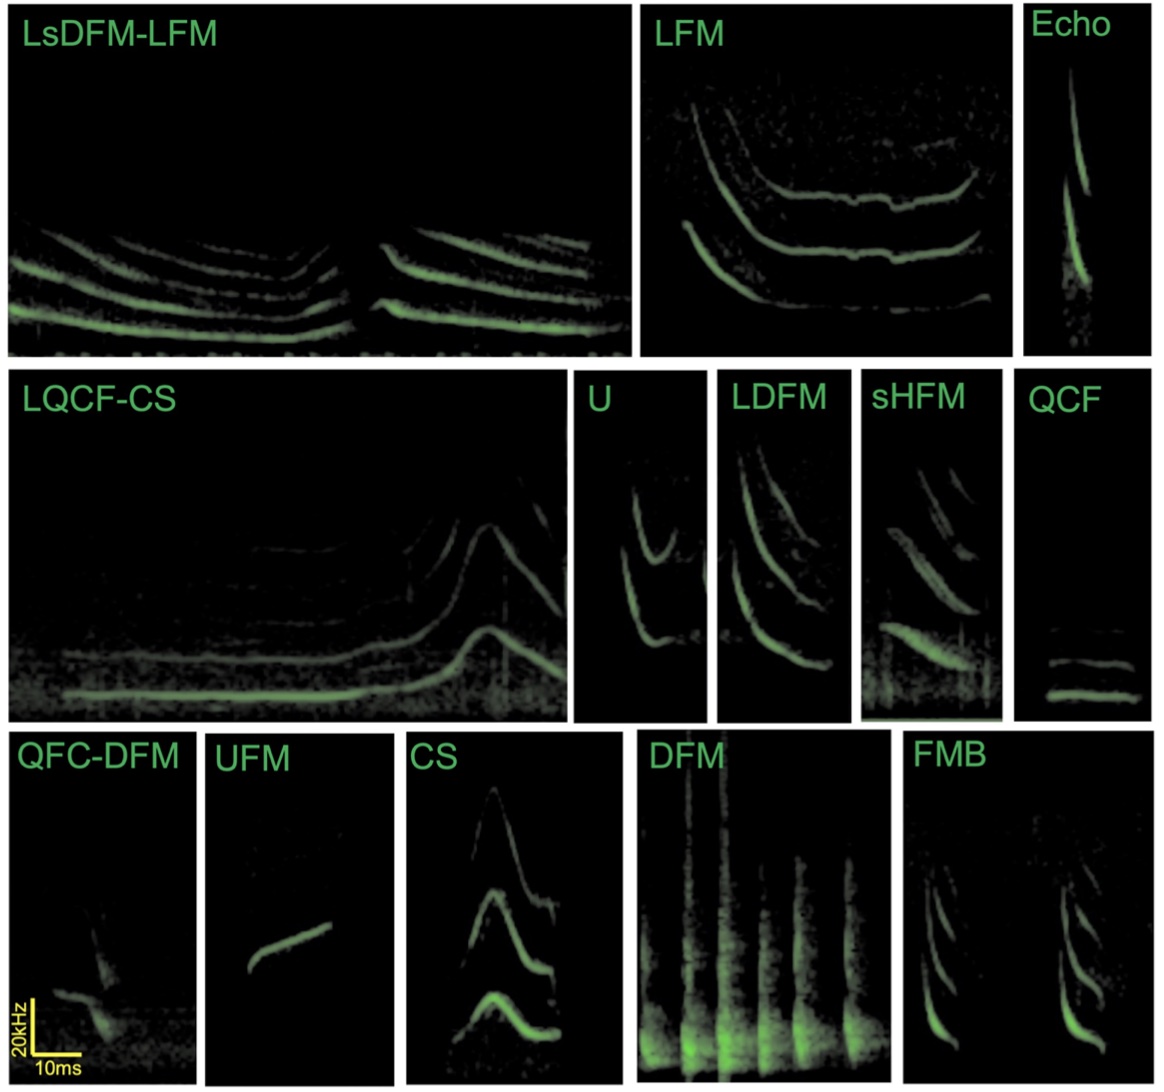 LsDFM-LFM
LFM
Echo
LQCF-CS
U
LDFM
sHFM
QCF
QFC-DFM
UFM
CS
DFM
FMB
20kHz
10ms